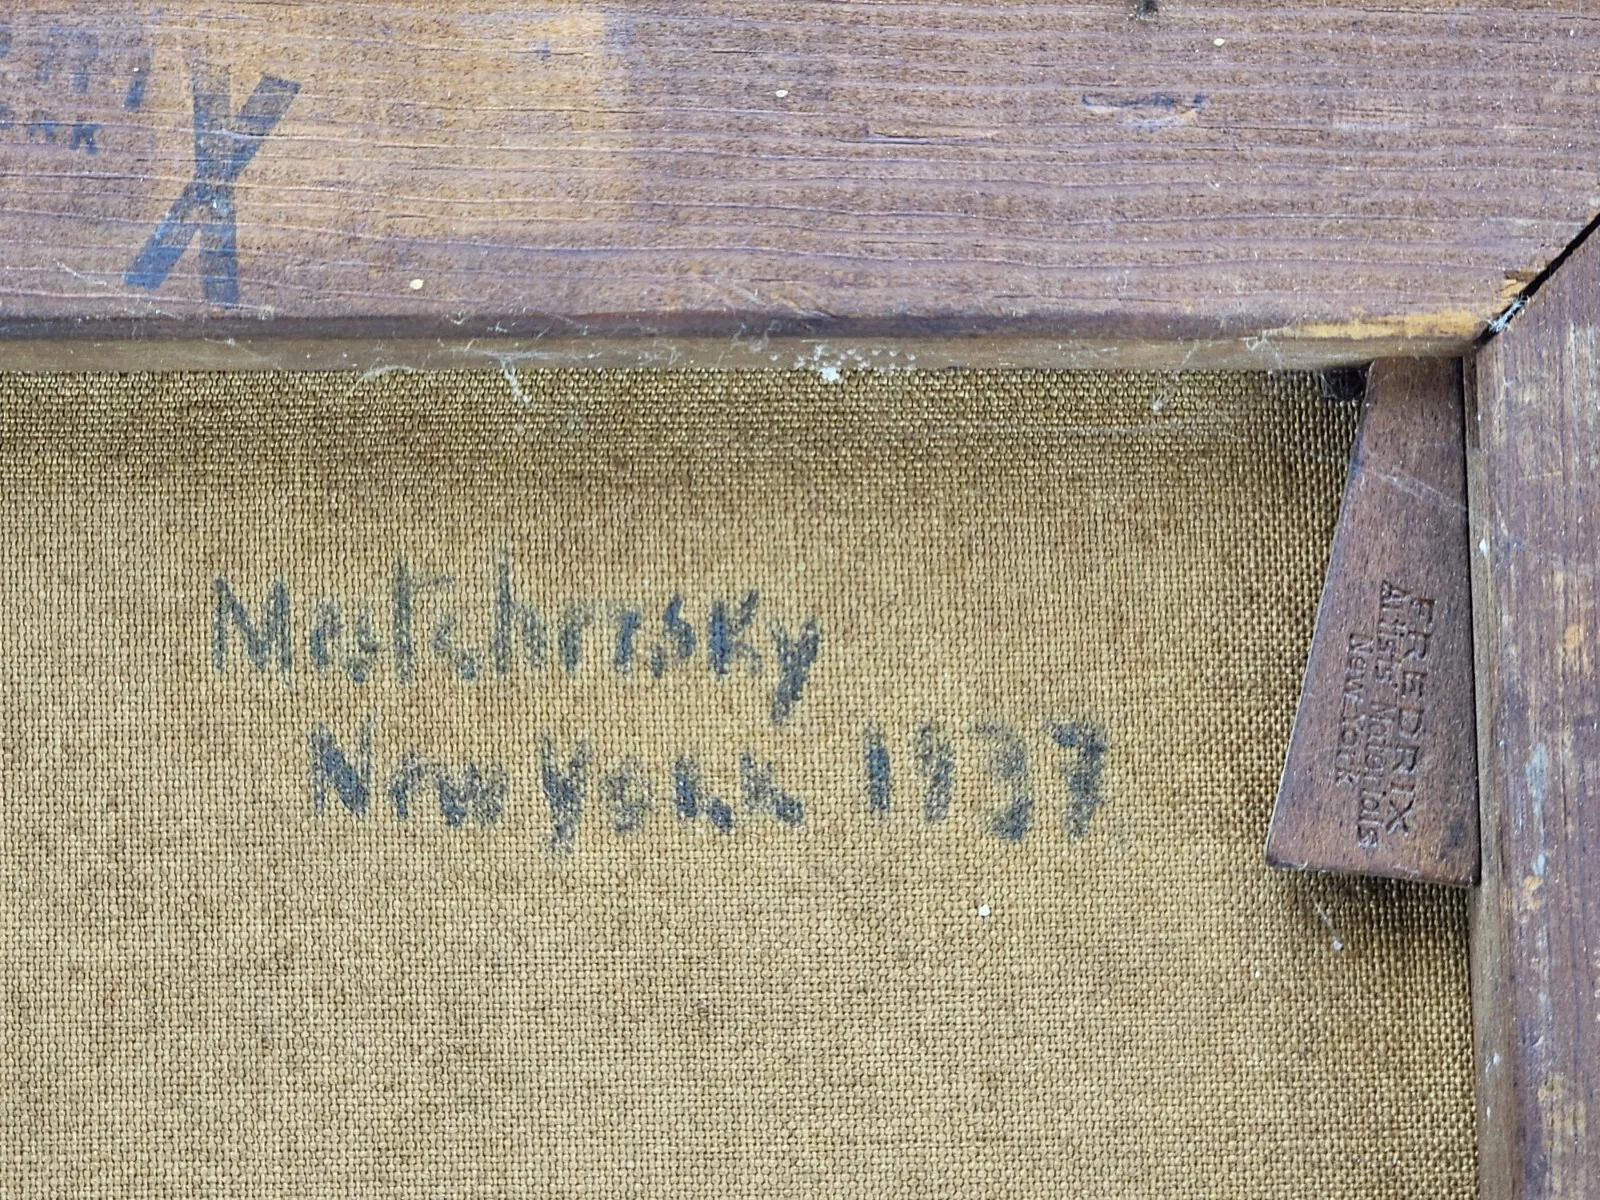 X
Mestchersky
New York 1937
FREDRIX
Artists Materials
New York